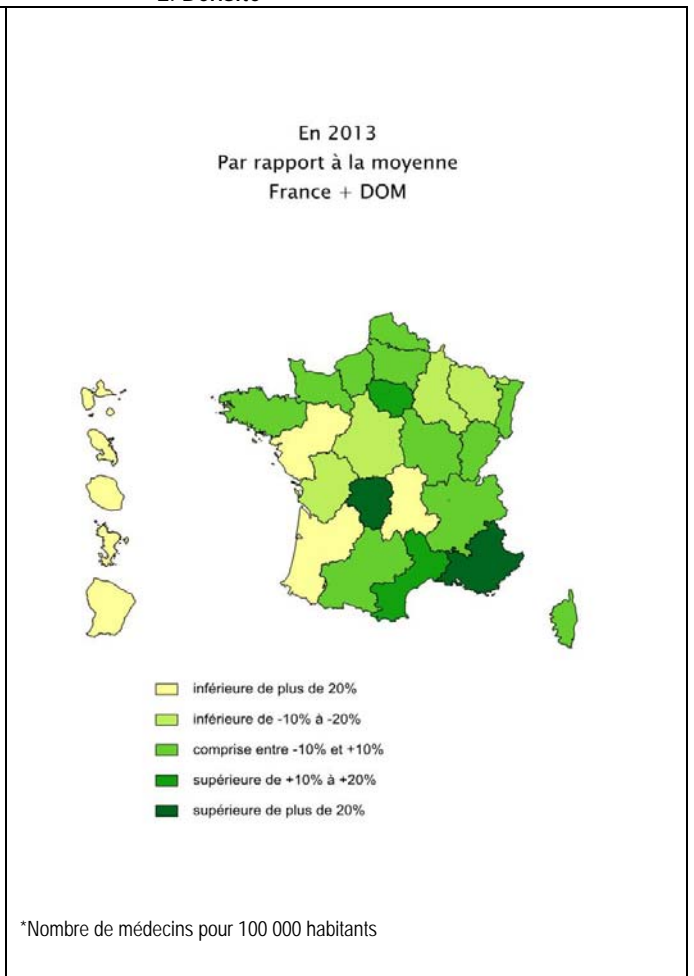 2. Densité*
En 2013
Par rapport à la moyenne
France + DOM
inférieure de plus de 20%
inférieure de -10% à -20%
comprise entre -10% et +10%
supérieure de +10% à +20%
supérieure de plus de 20%
*Nombre de médecins pour 100 000 habitants